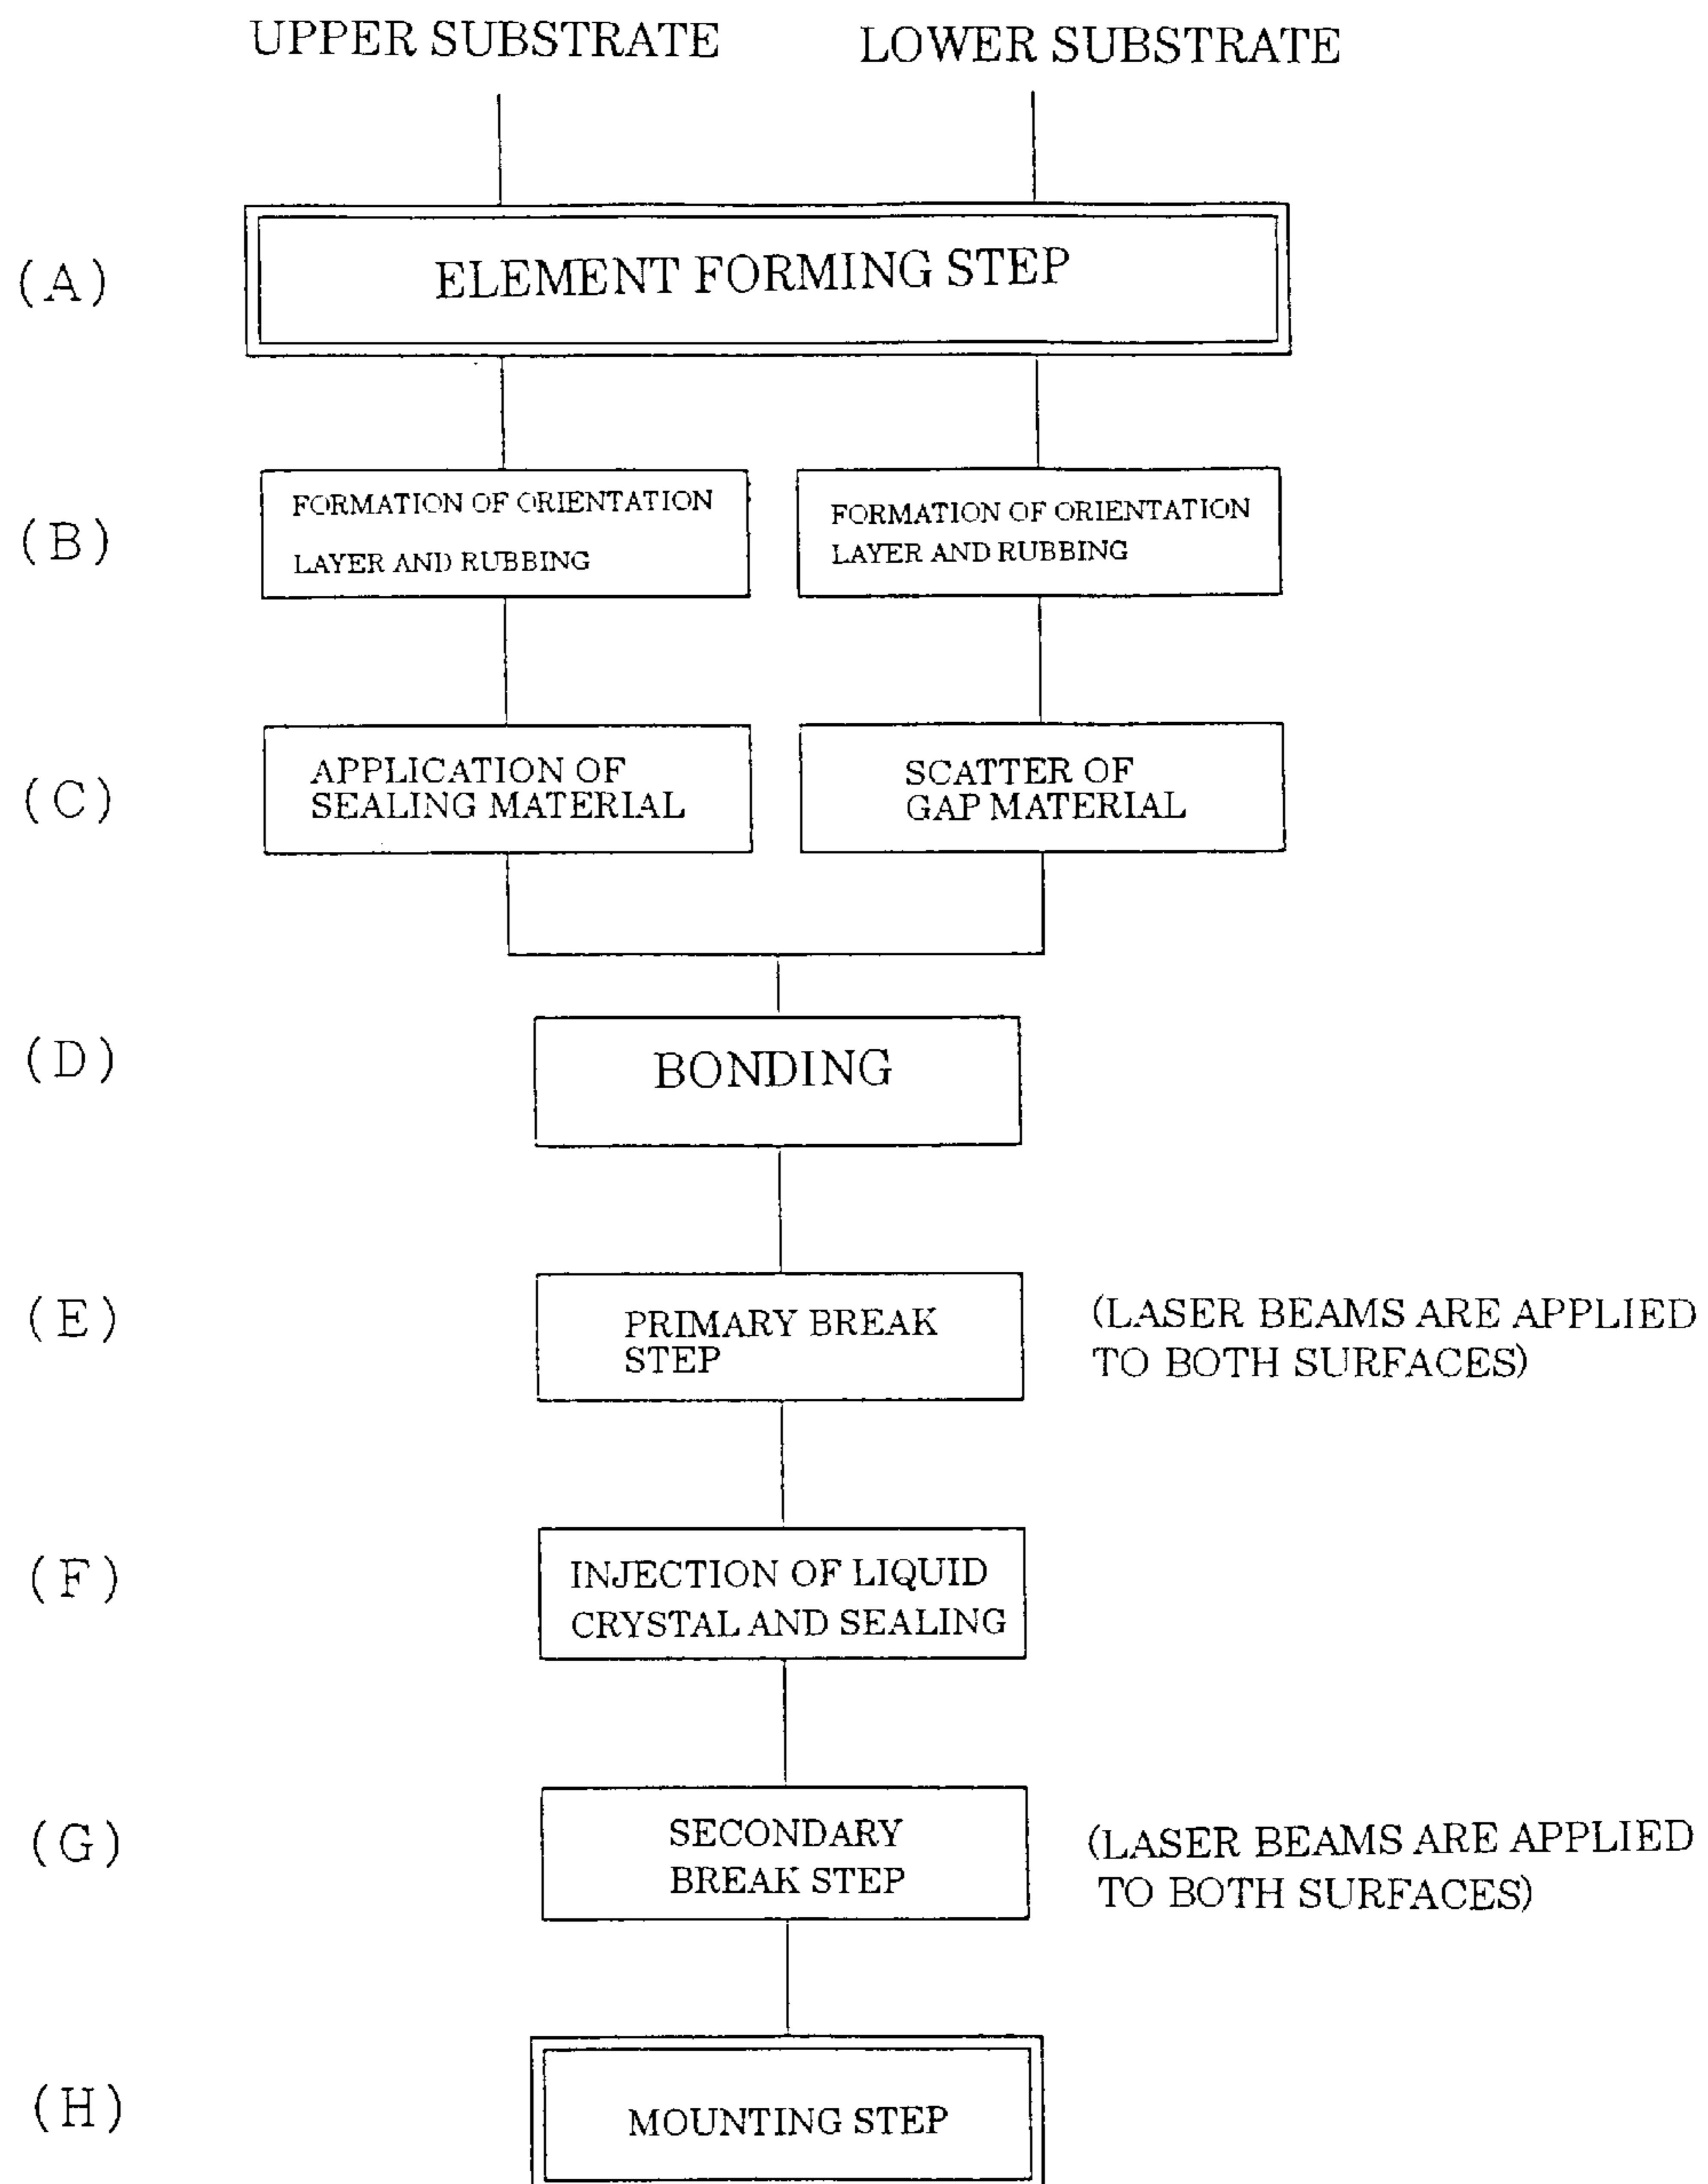 UPPER SUBSTRATE
LOWER SUBSTRATE
(A)
ELEMENT FORMING STEP
(B)
FORMATION OF ORIENTATION
LAYER AND RUBBING
FORMATION OF ORIENTATION
LAYER AND RUBBING
(C)
APPLICATION OF
SEALING MATERIAL
SCATTER OF
GAP MATERIAL
(D)
BONDING
(E)
PRIMARY BREAK
STEP
(LASER BEAMS ARE APPLIED
TO BOTH SURFACES)
(F)
INJECTION OF LIQUID
CRYSTAL AND SEALING
(G)
SECONDARY
BREAK STEP
(LASER BEAMS ARE APPLIED
TO BOTH SURFACES)
(H)
MOUNTING STEP